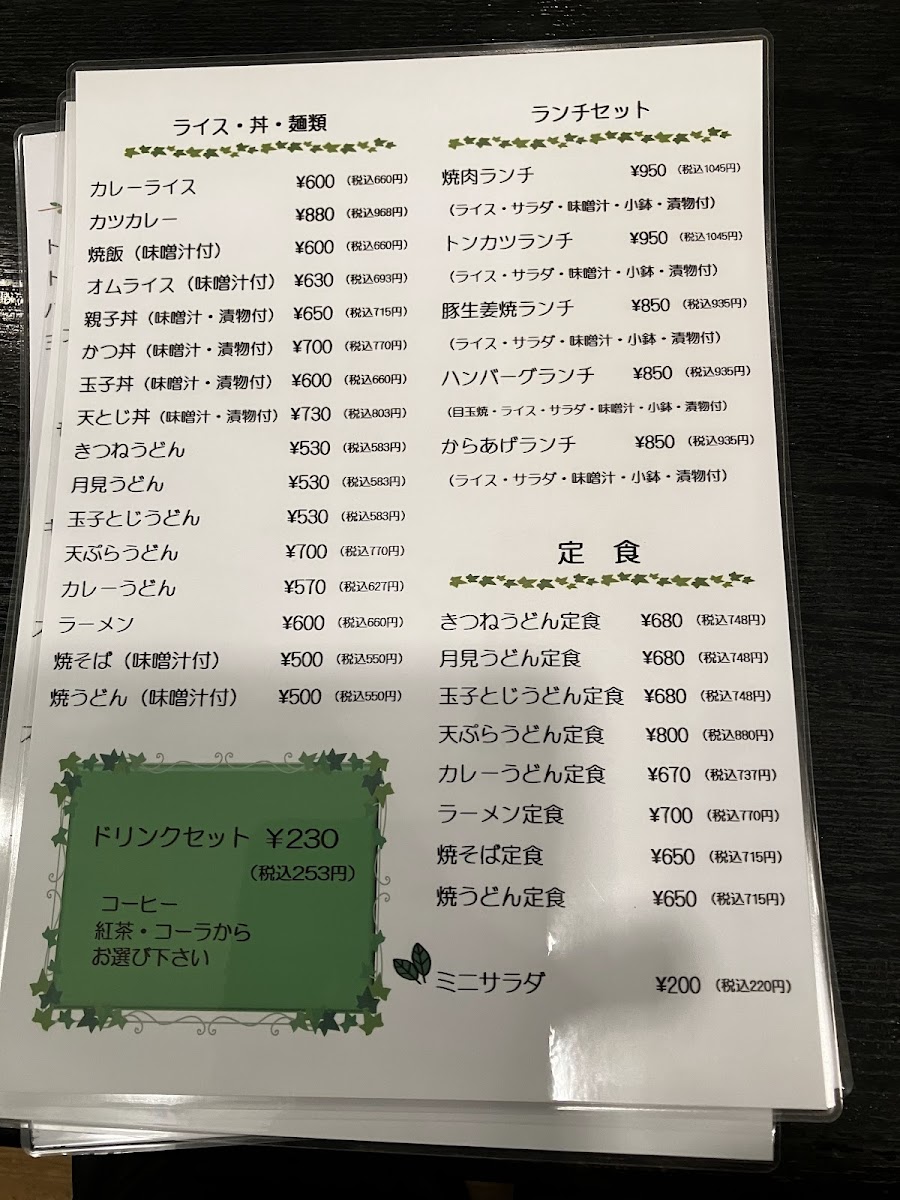 ライス・丼・麺類
カレーライス ¥600 (税込660円)
カツカレー ¥880 (税込968円)
焼飯（味噌汁付） ¥600 (税込660円)
オムライス（味噌汁付） ¥630 (税込693円)
親子丼（味噌汁・漬物付） ¥650 (税込715円)
かつ丼（味噌汁・漬物付） ¥700 (税込770円)
玉子丼（味噌汁・漬物付） ¥600 (税込660円)
天とじ丼（味噌汁・漬物付） ¥730 (税込803円)
きつねうどん ¥530 (税込583円)
月見うどん ¥530 (税込583円)
玉子とじうどん ¥530 (税込583円)
天ぷらうどん ¥700 (税込770円)
カレーうどん ¥570 (税込627円)
ラーメン ¥600 (税込660円)
焼そば（味噌汁付） ¥500 (税込550円)
焼うどん（味噌汁付） ¥500 (税込550円)
ドリンクセット ¥230
(税込253円)
コーヒー
紅茶・コーラから
お選び下さい
ランチセット
焼肉ランチ ¥950 (税込1045円)
（ライス・サラダ・味噌汁・小鉢・漬物付）
トンカツランチ ¥950 (税込1045円)
（ライス・サラダ・味噌汁・小鉢・漬物付）
豚生姜焼ランチ ¥850 (税込935円)
（ライス・サラダ・味噌汁・小鉢・漬物付）
ハンバーグランチ ¥850 (税込935円)
（目玉焼・ライス・サラダ・味噌汁・小鉢・漬物付）
からあげランチ ¥850 (税込935円)
（ライス・サラダ・味噌汁・小鉢・漬物付）
定 食
きつねうどん定食 ¥680 (税込748円)
月見うどん定食 ¥680 (税込748円)
玉子とじうどん定食 ¥680 (税込748円)
天ぷらうどん定食 ¥800 (税込880円)
カレーうどん定食 ¥670 (税込737円)
ラーメン定食 ¥700 (税込770円)
焼そば定食 ¥650 (税込715円)
焼うどん定食 ¥650 (税込715円)
ミニサラダ ¥200 (税込220円)